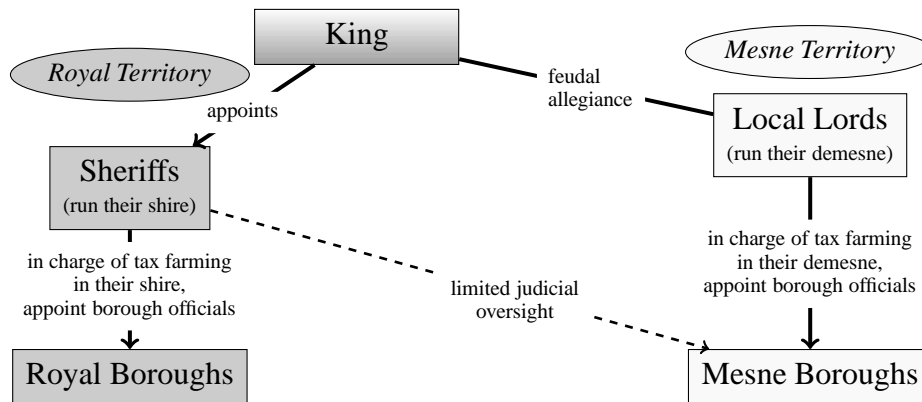 King
Royal Territory
Mesne Territory
feudal
allegiance
appoints
Local Lords
(run their demesne)
Sheriffs
(run their shire)
in charge of tax farming
in their shire,
appoint borough officials
in charge of tax farming
in their demesne,
appoint borough officials
limited judicial
oversight
Royal Boroughs
Mesne Boroughs